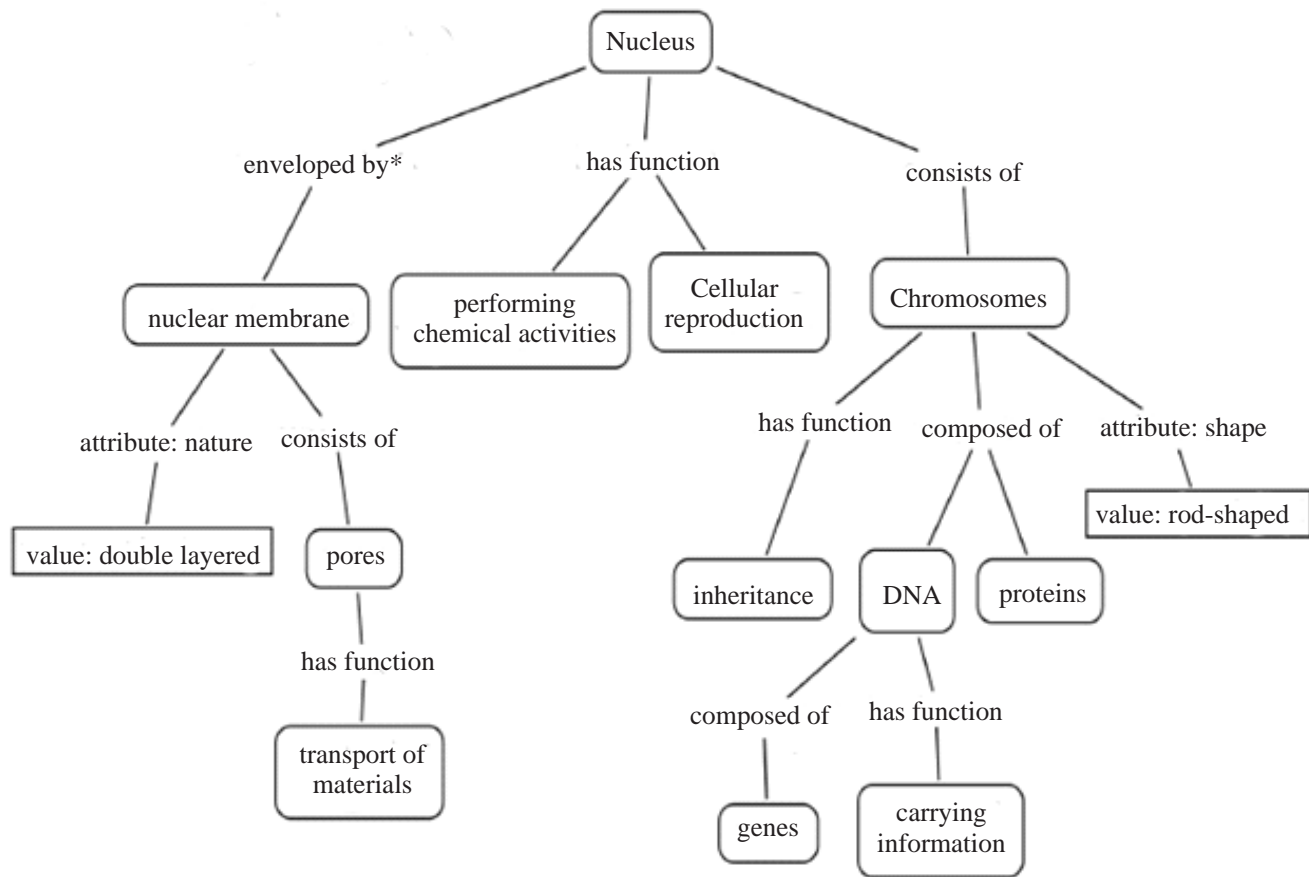 Nucleus
enveloped by*
has function
consists of
nuclear membrane
performing
chemical activities
Cellular
reproduction
Chromosomes
attribute: nature
consists of
has function
composed of
attribute: shape
value: double layered
pores
inheritance
DNA
proteins
value: rod-shaped
has function
transport of
materials
composed of
has function
genes
carrying
information